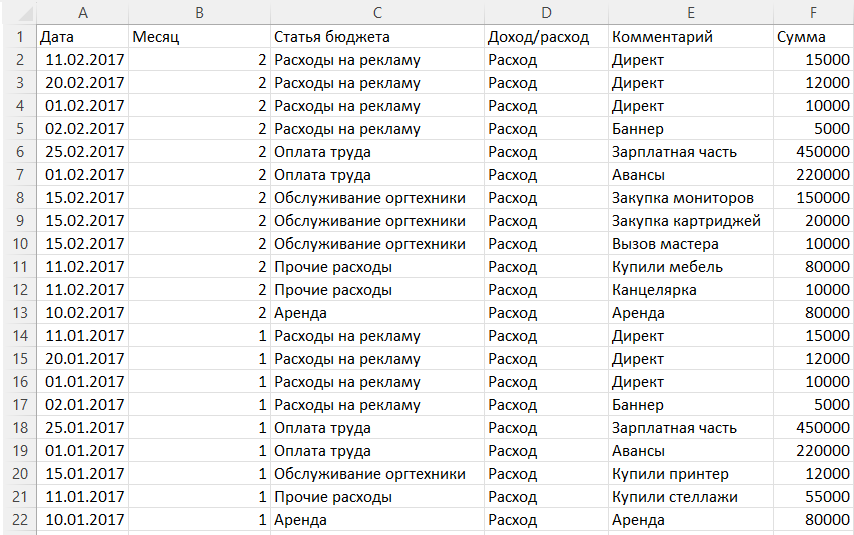 A B C D E F
1 Дата Месяц Статья бюджета Доход/расход Комментарий Сумма
2 11.02.2017 2 Расходы на рекламу Расход Директ 15000
3 20.02.2017 2 Расходы на рекламу Расход Директ 12000
4 01.02.2017 2 Расходы на рекламу Расход Директ 10000
5 02.02.2017 2 Расходы на рекламу Расход Баннер 5000
6 25.02.2017 2 Оплата труда Расход Зарплатная часть 450000
7 01.02.2017 2 Оплата труда Расход Авансы 220000
8 15.02.2017 2 Обслуживание оргтехники Расход Закупка мониторов 150000
9 15.02.2017 2 Обслуживание оргтехники Расход Закупка картриджей 20000
10 15.02.2017 2 Обслуживание оргтехники Расход Вызов мастера 10000
11 11.02.2017 2 Прочие расходы Расход Купили мебель 80000
12 11.02.2017 2 Прочие расходы Расход Канцелярка 10000
13 10.02.2017 2 Аренда Расход Аренда 80000
14 11.01.2017 1 Расходы на рекламу Расход Директ 15000
15 20.01.2017 1 Расходы на рекламу Расход Директ 12000
16 01.01.2017 1 Расходы на рекламу Расход Директ 10000
17 02.01.2017 1 Расходы на рекламу Расход Баннер 5000
18 25.01.2017 1 Оплата труда Расход Зарплатная часть 450000
19 01.01.2017 1 Оплата труда Расход Авансы 220000
20 15.01.2017 1 Обслуживание оргтехники Расход Купили принтер 12000
21 11.01.2017 1 Прочие расходы Расход Купили стеллажи 55000
22 10.01.2017 1 Аренда Расход Аренда 80000